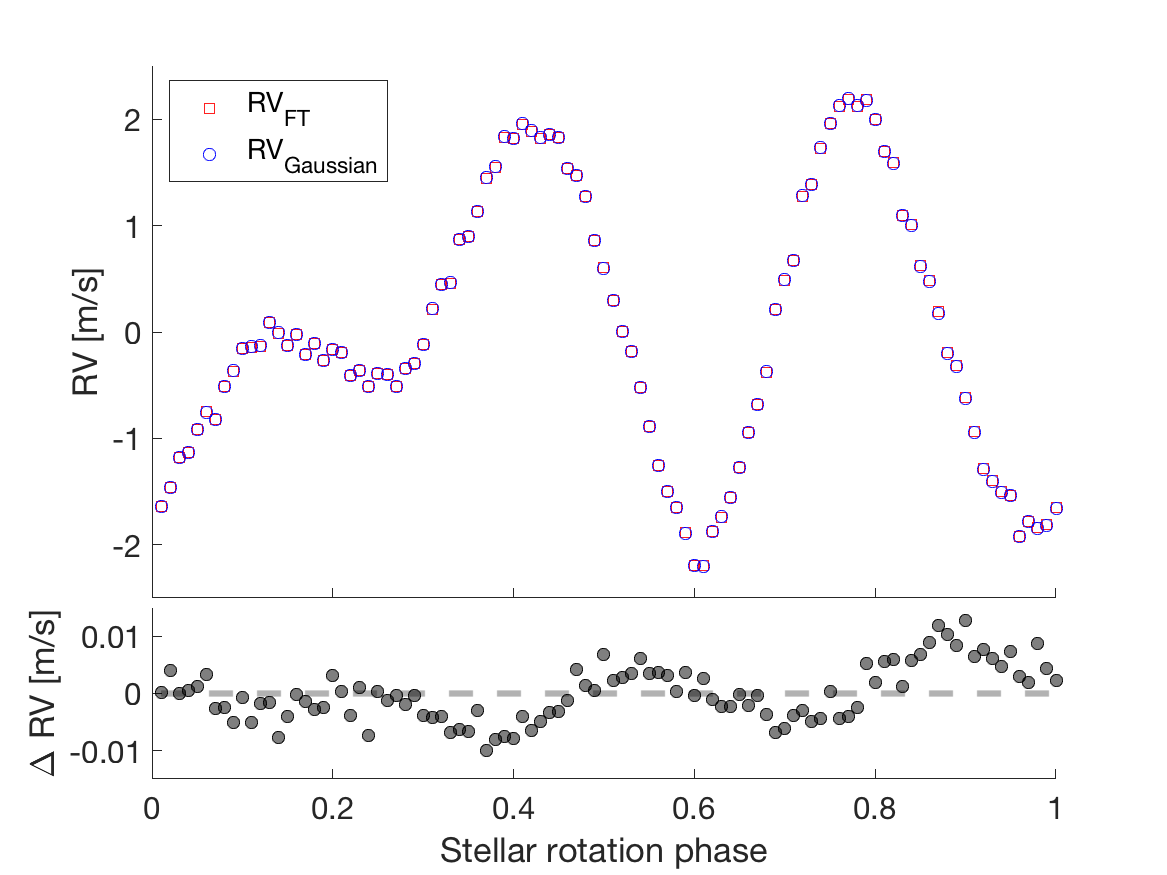 RV_FT
RV_Gaussian
2
1
0
-1
-2
RV [m/s]
0.01
0
-0.01
Δ RV [m/s]
0 0.2 0.4 0.6 0.8 1
Stellar rotation phase